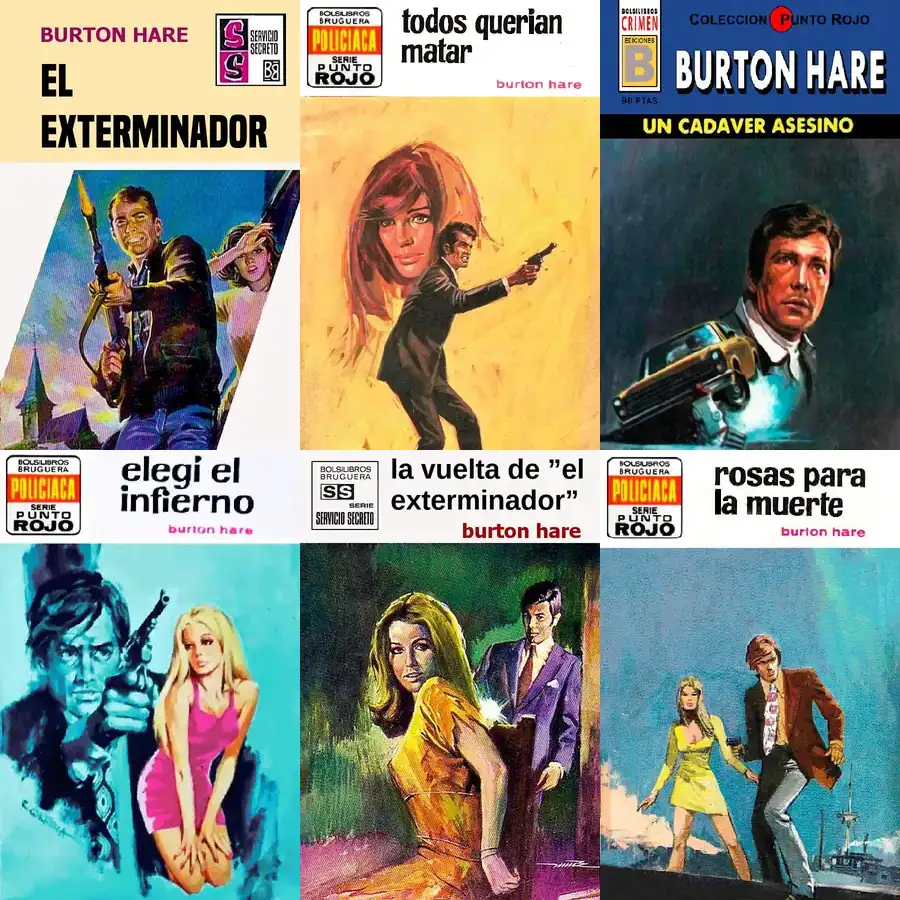 BURTON HARE
SS
SERVICIO
SECRETO
B
EL
EXTERMINADOR
BOLSILIBROS
BRUGUERA
POLICIACA
SERIE
PUNTO
ROJO
todos querian
matar
burton hare
BOLSILIBROS
CRIMEN
EDICIONES
B
90 PTAS
COLECCION PUNTO ROJO
BURTON HARE
UN CADAVER ASESINO
BOLSILIBROS
BRUGUERA
POLICIACA
SERIE
PUNTO
ROJO
elegi el
infierno
burton hare
BOLSILIBROS
BRUGUERA
SS
SERIE
SERVICIO SECRETO
la vuelta de ”el
exterminador”
burton hare
BOLSILIBROS
BRUGUERA
POLICIACA
SERIE
PUNTO
ROJO
rosas para
la muerte
burton hare